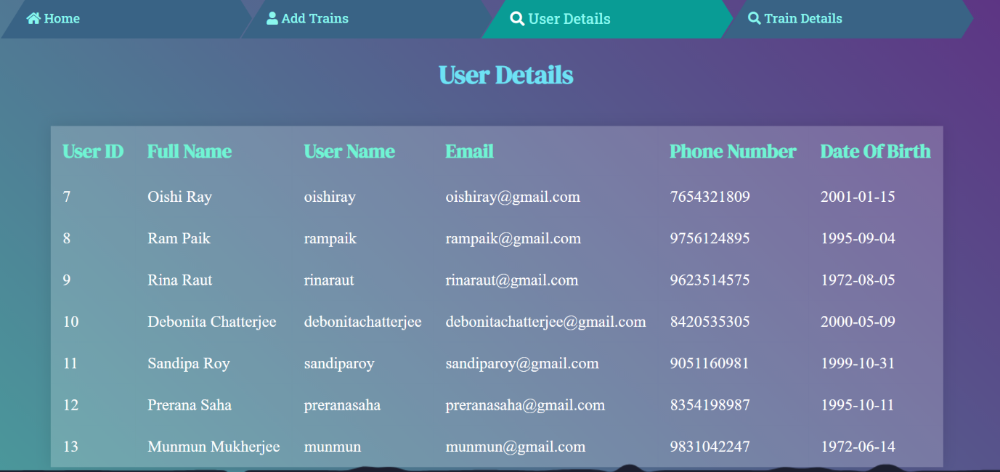 Home Add Trains User Details Train Details
User Details
User ID Full Name User Name Email Phone Number Date Of Birth
7 Oishi Ray oishiray oishiray@gmail.com 7654321809 2001-01-15
8 Ram Paik rampaik rampaik@gmail.com 9756124895 1995-09-04
9 Rina Raut rinaraut rinaraut@gmail.com 9623514575 1972-08-05
10 Debonita Chatterjee debonitachatterjee debonitachatterjee@gmail.com 8420535305 2000-05-09
11 Sandipa Roy sandiparoy sandiparoy@gmail.com 9051160981 1999-10-31
12 Prerana Saha preranasaha preranasaha@gmail.com 8354198987 1995-10-11
13 Munmun Mukherjee munmun munmun@gmail.com 9831042247 1972-06-14